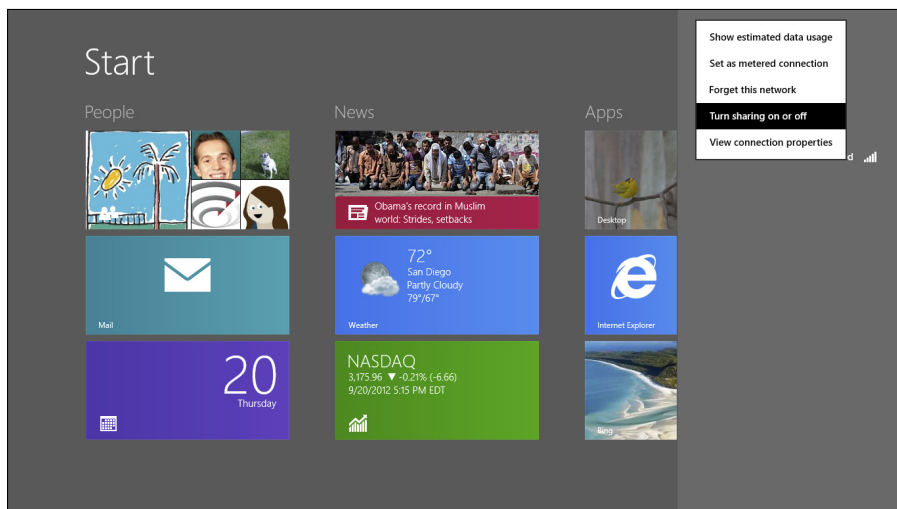 Start
People
Mail
20
Thursday
News
Obama's record in Muslim
world: Strides, setbacks
72°
San Diego
Partly Cloudy
79°/67°
Weather
NASDAQ
3,175.96 ▼ -0.21% (-6.66)
9/20/2012 5:15 PM EDT
Apps
Desktop
Internet Explorer
Bing
Show estimated data usage
Set as metered connection
Forget this network
Turn sharing on or off
View connection properties
d